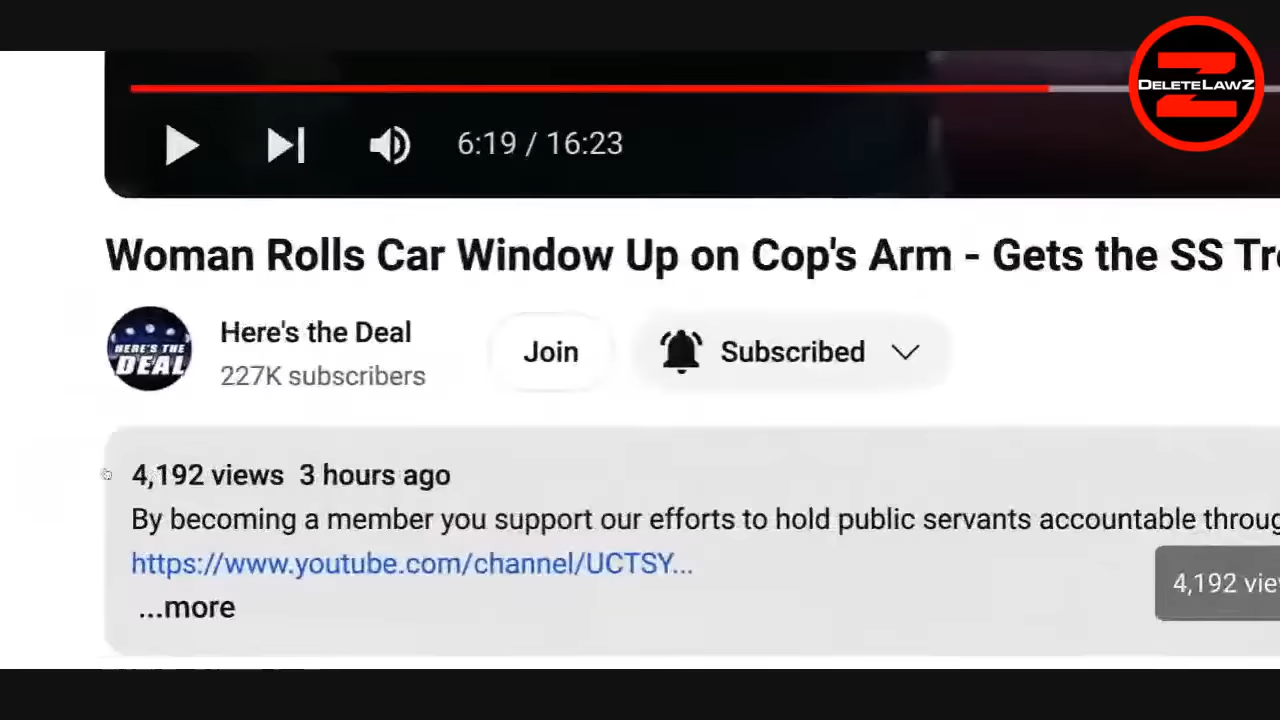 DELETELAWZ
6:19 / 16:23
Woman Rolls Car Window Up on Cop's Arm - Gets the SS
HERE'S THE
DEAL
Here's the Deal
227K subscribers
Join
Subscribed
4,192 views 3 hours ago
By becoming a member you support our efforts to hold public servants accountable
https://www.youtube.com/channel/UCTSY...
...more
4,192